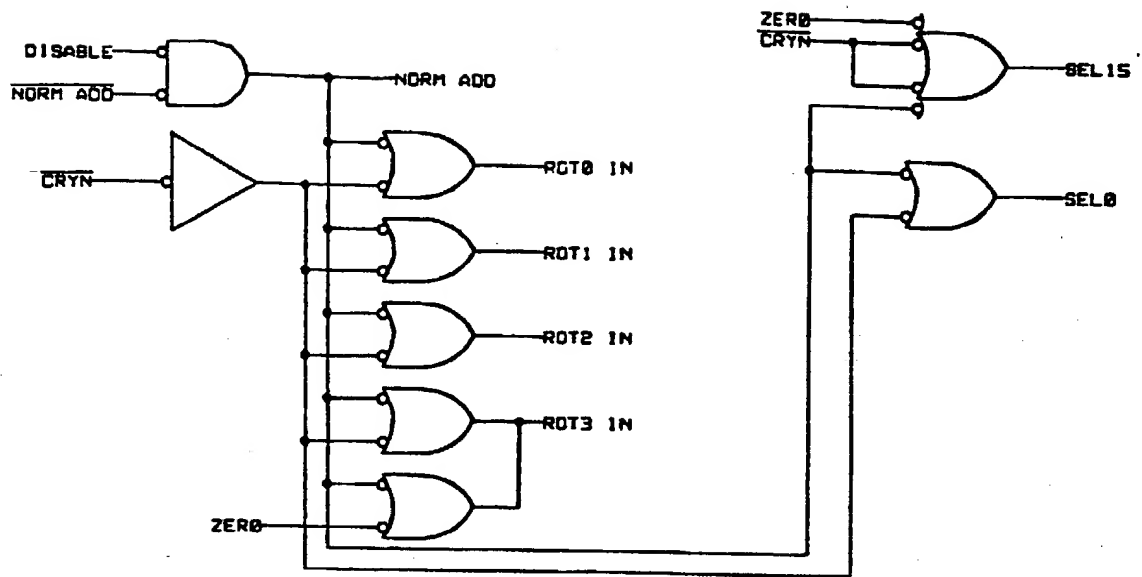 DISABLE
NORM ADD
NORM ADD
CRYN
ROT0 IN
ROT1 IN
ROT2 IN
ROT3 IN
ZERO
ZERO
CRYN
SEL15
SEL0